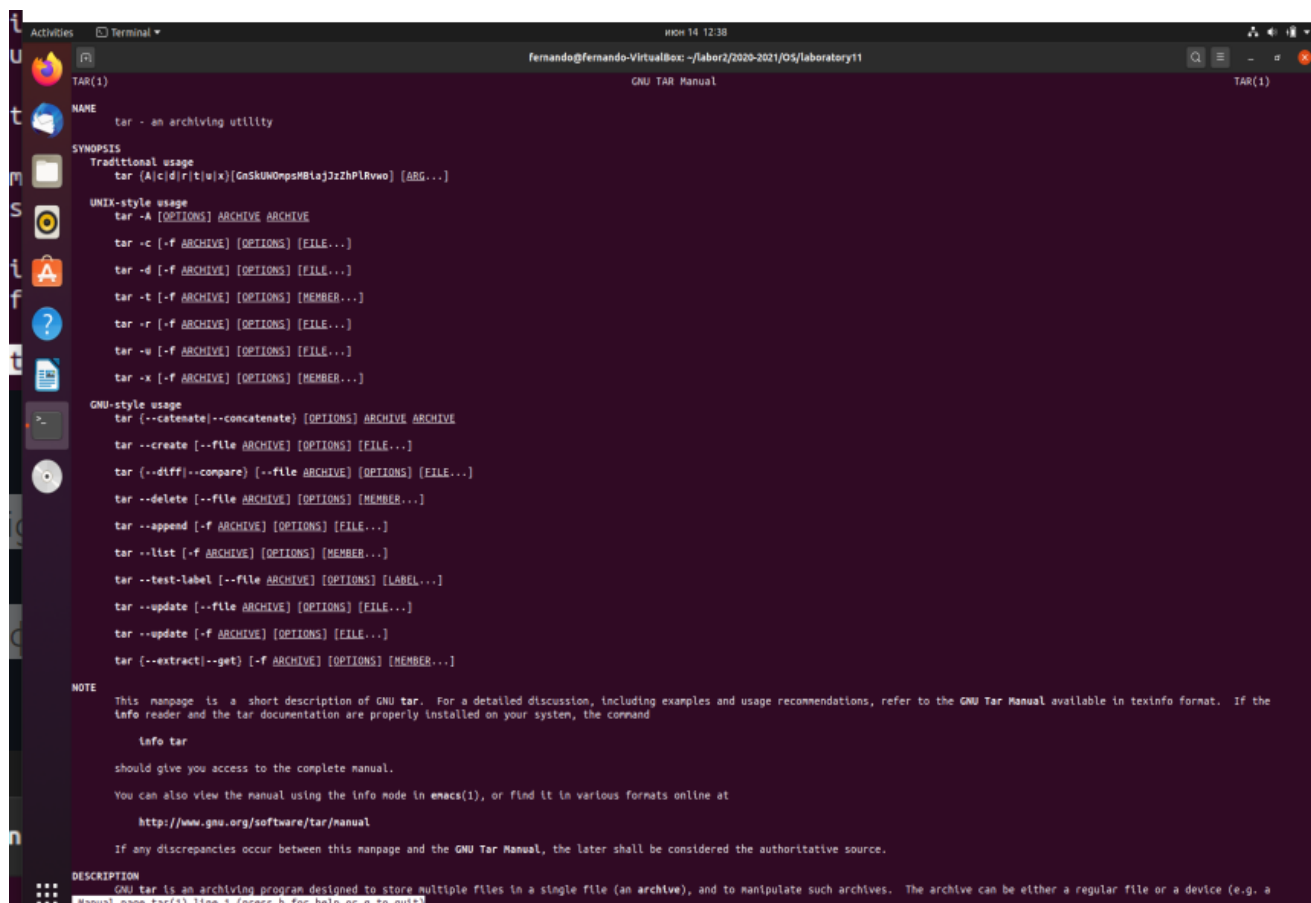 Activities Terminal июн 14 12:38
fernando@fernando-VirtualBox: ~/labor2/2020-2021/OS/laboratory11
TAR(1) GNU TAR Manual TAR(1)
NAME
tar - an archiving utility
SYNOPSIS
Traditional usage
tar {A|c|d|r|t|u|x}[GnSkUWOmpsMBiajJzZhPlRvwo] [ARG...]
UNIX-style usage
tar -A [OPTIONS] ARCHIVE ARCHIVE
tar -c [-f ARCHIVE] [OPTIONS] [FILE...]
tar -d [-f ARCHIVE] [OPTIONS] [FILE...]
tar -t [-f ARCHIVE] [OPTIONS] [MEMBER...]
tar -r [-f ARCHIVE] [OPTIONS] [FILE...]
tar -u [-f ARCHIVE] [OPTIONS] [FILE...]
tar -x [-f ARCHIVE] [OPTIONS] [MEMBER...]
GNU-style usage
tar {--catenate|--concatenate} [OPTIONS] ARCHIVE ARCHIVE
tar --create [--file ARCHIVE] [OPTIONS] [FILE...]
tar {--diff|--compare} [--file ARCHIVE] [OPTIONS] [FILE...]
tar --delete [--file ARCHIVE] [OPTIONS] [MEMBER...]
tar --append [-f ARCHIVE] [OPTIONS] [FILE...]
tar --list [-f ARCHIVE] [OPTIONS] [MEMBER...]
tar --test-label [--file ARCHIVE] [OPTIONS] [LABEL...]
tar --update [--file ARCHIVE] [OPTIONS] [FILE...]
tar --update [-f ARCHIVE] [OPTIONS] [FILE...]
tar {--extract|--get} [-f ARCHIVE] [OPTIONS] [MEMBER...]
NOTE
This manpage is a short description of GNU tar. For a detailed discussion, including examples and usage recommendations, refer to the GNU Tar Manual available in texinfo format. If the
info reader and the tar documentation are properly installed on your system, the command
info tar
should give you access to the complete manual.
You can also view the manual using the info mode in emacs(1), or find it in various formats online at
http://www.gnu.org/software/tar/manual
If any discrepancies occur between this manpage and the GNU Tar Manual, the later shall be considered the authoritative source.
DESCRIPTION
GNU tar is an archiving program designed to store multiple files in a single file (an archive), and to manipulate such archives. The archive can be either a regular file or a device (e.g. a
Manual page tar(1) line 1 (press h for help or q to quit)